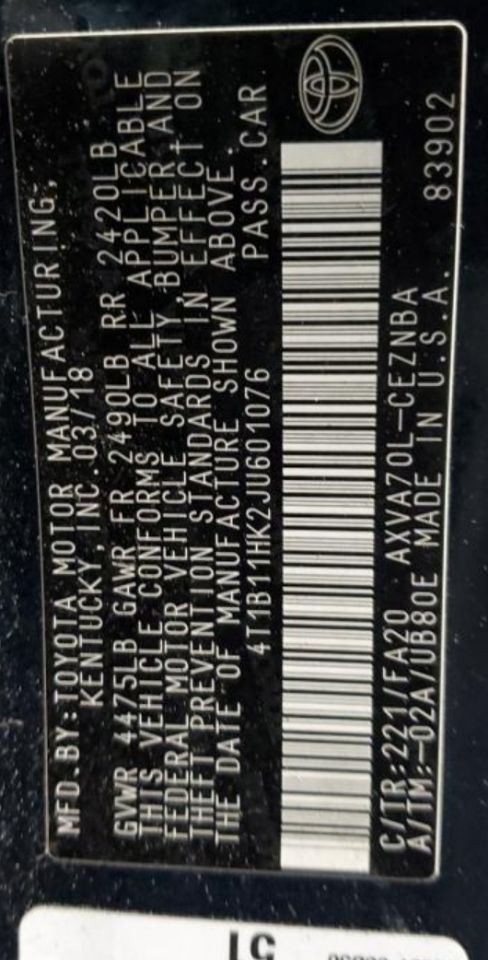 MFD.BY:TOYOTA MOTOR MANUFACTURING,
KENTUCKY, INC.03/18
GVWR 4475LB GAWR FR 2490LB RR 2420LB
THIS VEHICLE CONFORMS TO ALL APPLICABLE
FEDERAL MOTOR VEHICLE SAFETY, BUMPER, AND
THEFT PREVENTION STANDARDS IN EFFECT ON
THE DATE OF MANUFACTURE SHOWN ABOVE.
4T1B11HK2JU601076 PASS.CAR
C/TR:221/FA20 AXVA70L-CEZNBA
A/TM:-02A/UB80E MADE IN U.S.A. 83902
51